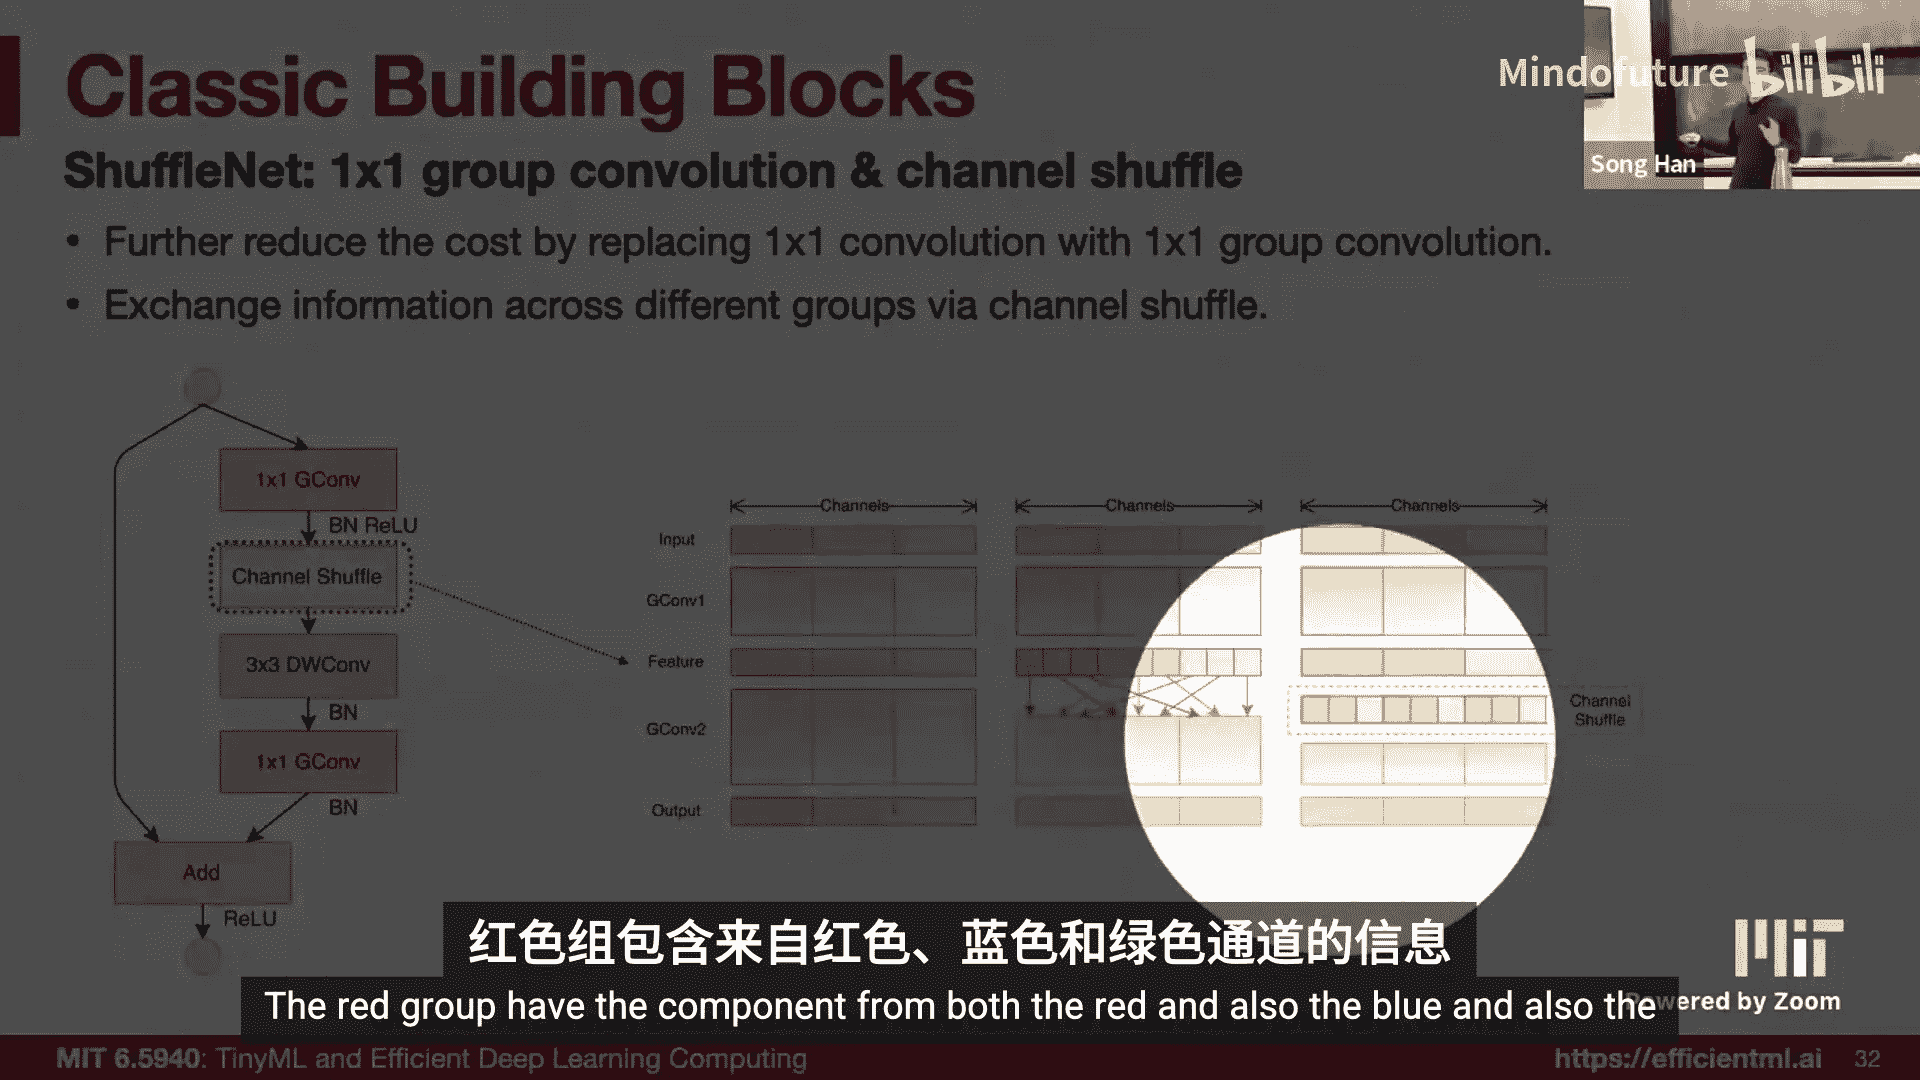 Classic Building Blocks
Mindofuture bilibili
Song Han
ShuffleNet: 1x1 group convolution & channel shuffle
• Further reduce the cost by replacing 1x1 convolution with 1x1 group convolution.
• Exchange information across different groups via channel shuffle.
1x1 GConv
BN ReLU
Channel Shuffle
3x3 DWConv
BN
1x1 GConv
BN
Add
ReLU
Channels
Channels
Channels
Input
GConv1
Feature
GConv2
Output
Channel
Shuffle
红色组包含来自红色、蓝色和绿色通道的信息
The red group have the component from both the red and also the blue and also the
MIT
wered by Zoom
MIT 6.5940: TinyML and Efficient Deep Learning Computing
https://efficientml.ai
32